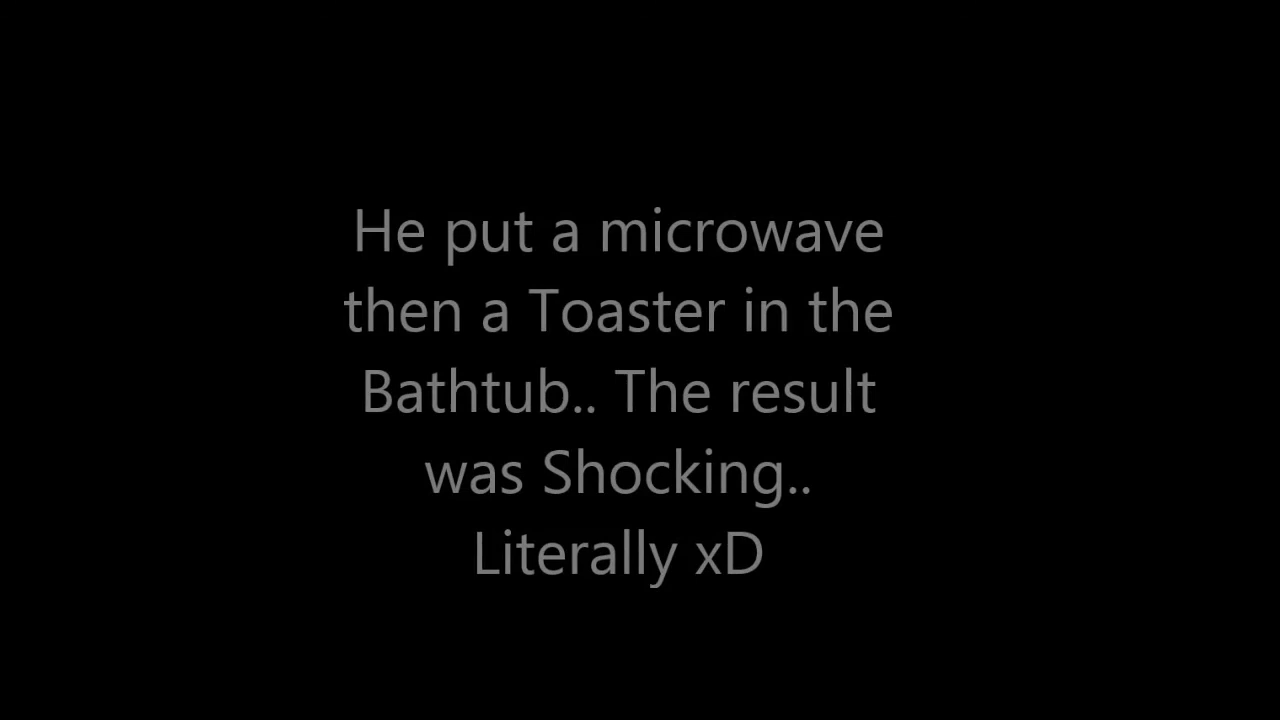 He put a microwave
then a Toaster in the
Bathtub.. The result
was Shocking..
Literally xD